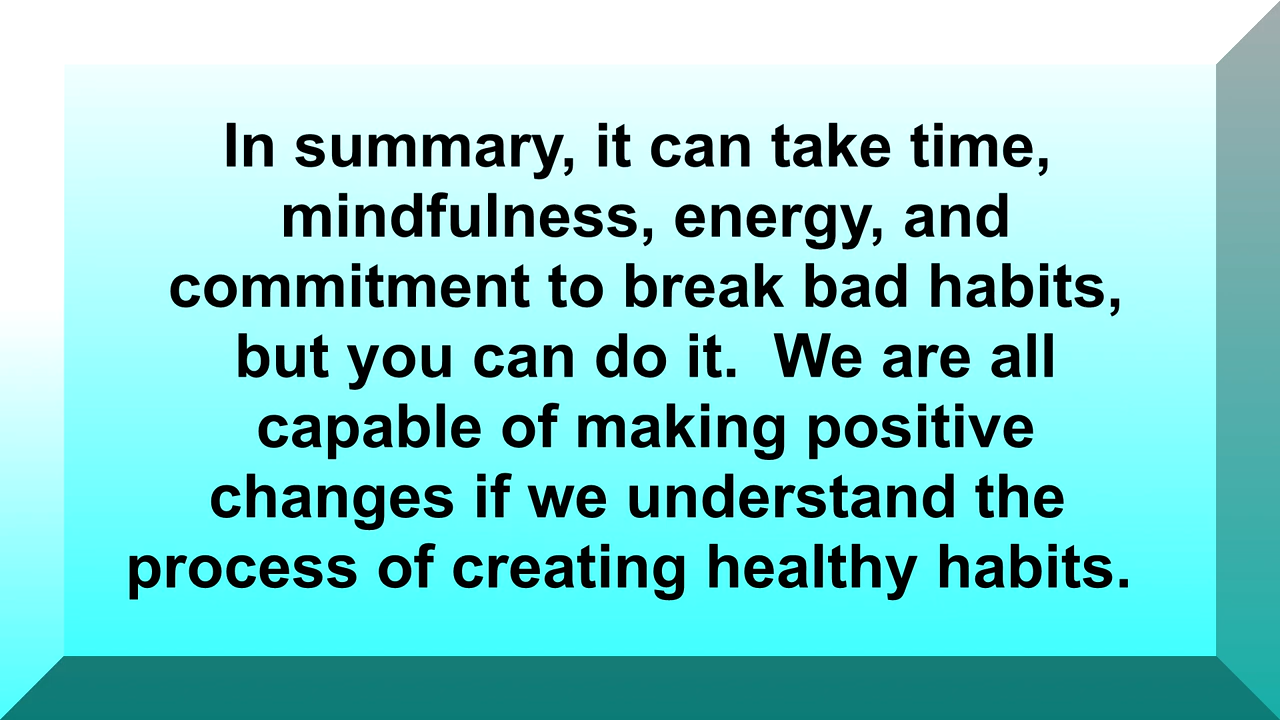 In summary, it can take time,
mindfulness, energy, and
commitment to break bad habits,
but you can do it.  We are all
capable of making positive
changes if we understand the
process of creating healthy habits.